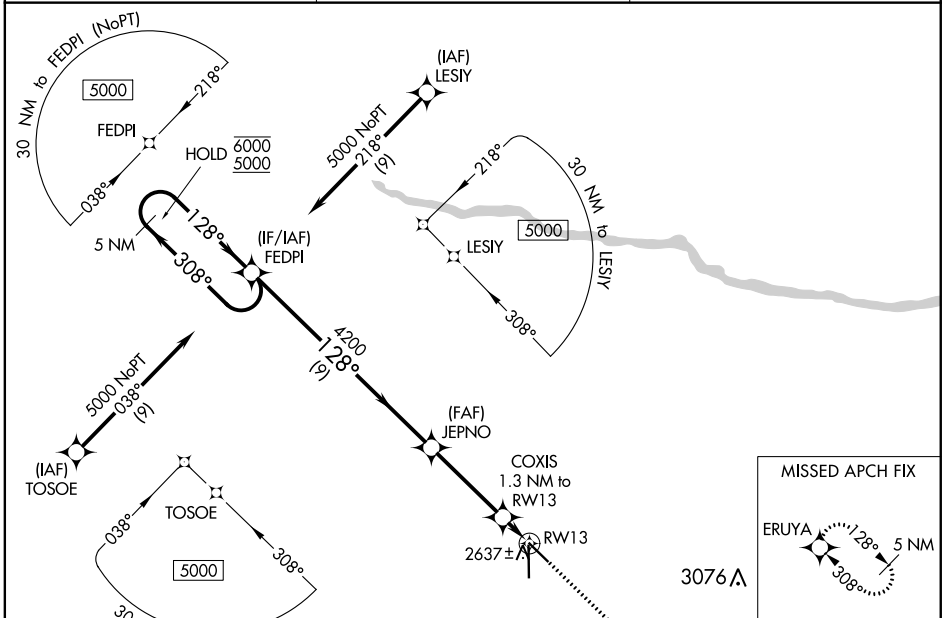 30 NM to FEDPI (NoPT)
5000
218°
FEDPI
038°
HOLD
6000
5000
128°
5 NM
308°
(IF/IAF)
FEDPI
(IAF)
LESIY
5000 NoPT
218°
(9)
218°
30 NM to LESIY
5000
LESIY
308°
5000 NoPT
038°
(9)
(IAF)
TOSOE
4200
128°
(9)
(FAF)
JEPNO
COXIS
1.3 NM to
RW13
RW13
2637±
3076
038°
TOSOE
308°
5000
30
MISSED APCH FIX
ERUYA
128°
5 NM
308°